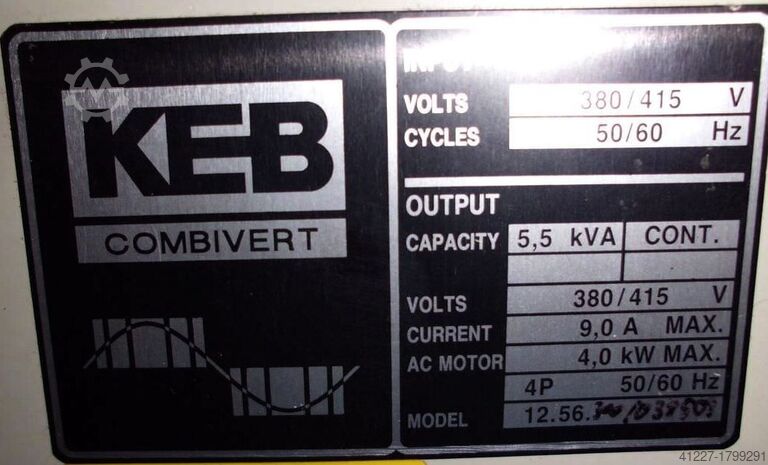 KEB
COMBIVERT
INPUT
VOLTS 380/415 V
CYCLES 50/60 Hz
OUTPUT
CAPACITY 5,5 kVA CONT.
VOLTS 380/415 V
CURRENT 9,0 A MAX.
AC MOTOR 4,0 kW MAX.
4P 50/60 Hz
MODEL 12.56.
41227-1799291